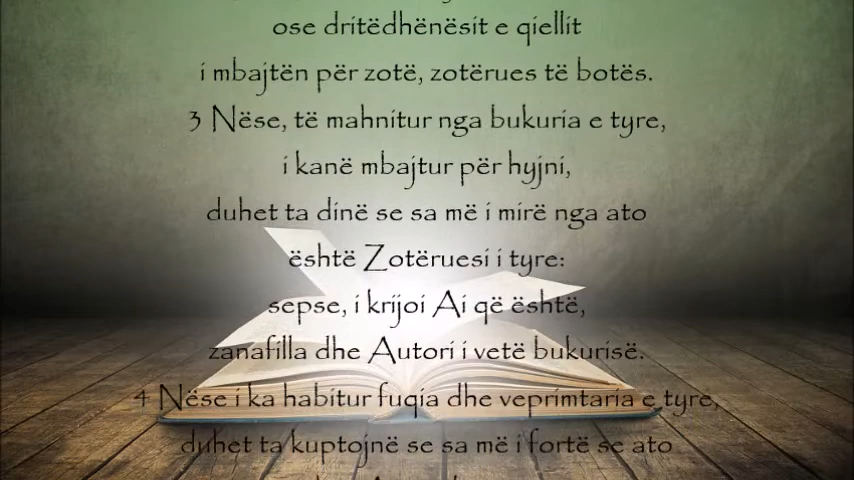 ose dritëdhënësit e qiellit
i mbajtën për zotë, zotërues të botës.
3 Nëse, të mahnitur nga bukuria e tyre,
i kanë mbajtur për hyjni,
duhet ta dinë se sa më i mirë nga ato
është Zotëruesi i tyre:
sepse, i krijoi Ai që është,
zanafilla dhe Autori i vetë bukurisë.
4 Nëse i ka habitur fuqia dhe veprimtaria e tyre,
duhet ta kuptojnë se sa më i fortë se ato